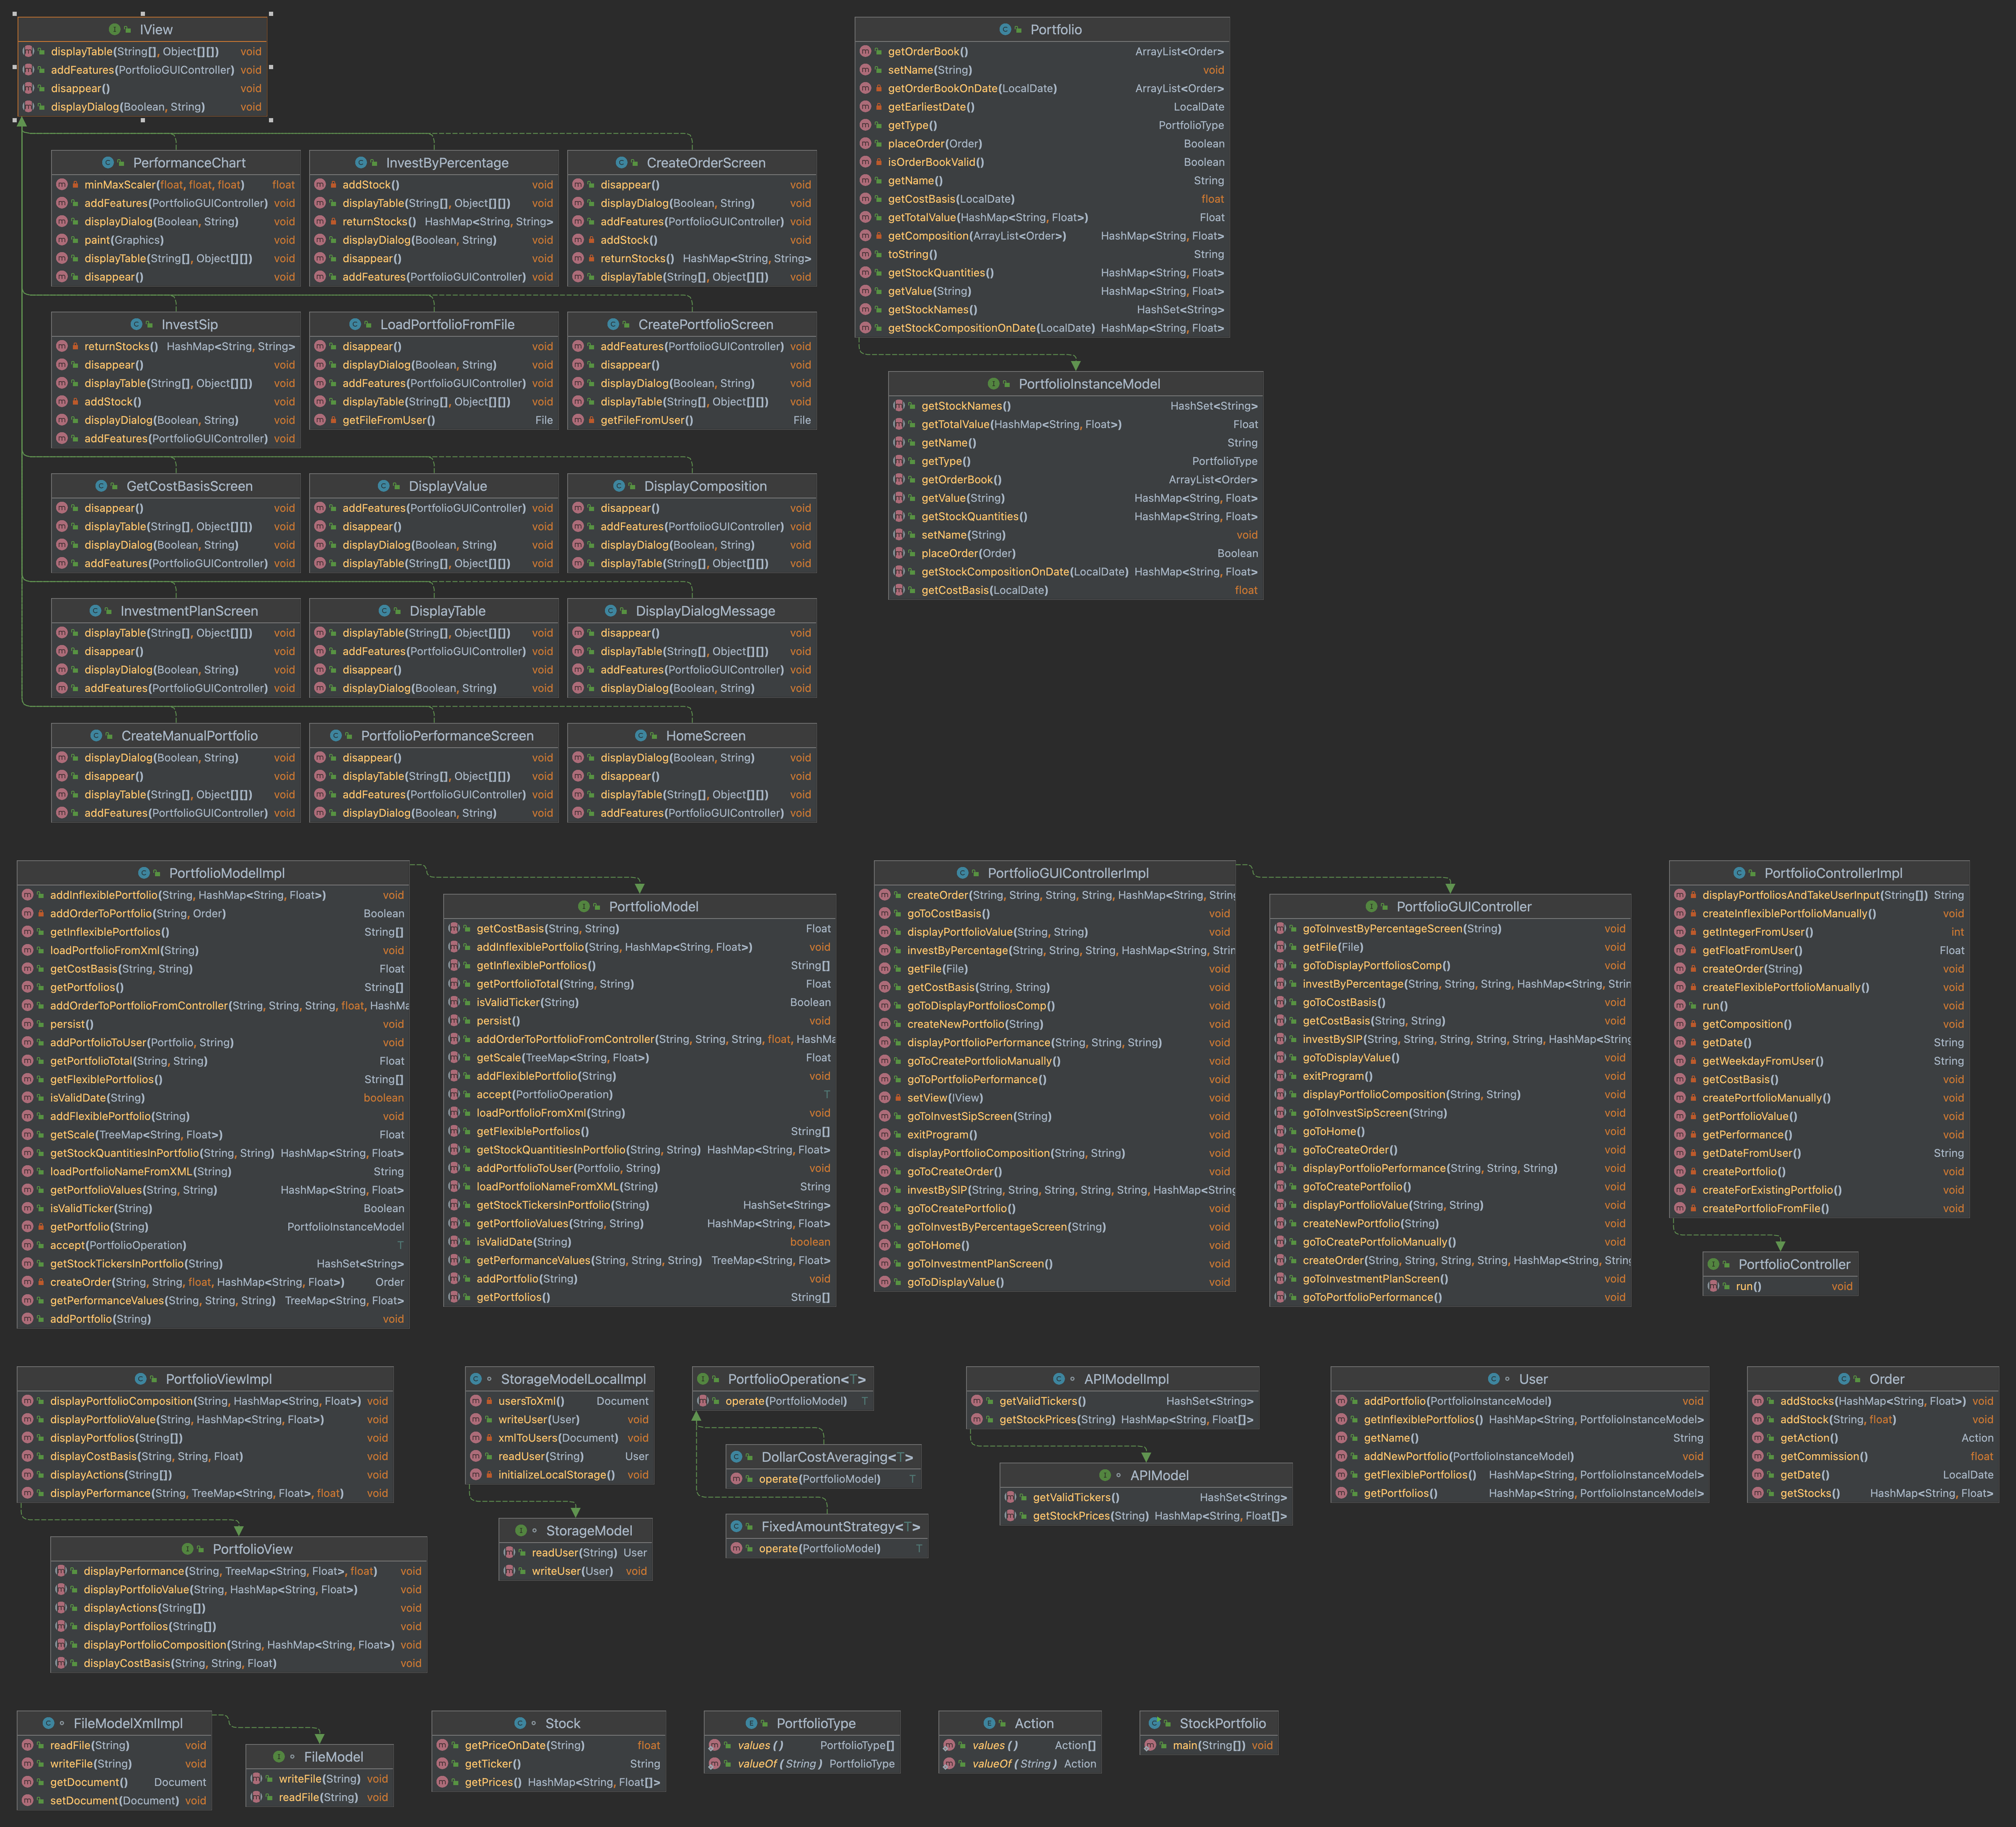 IView
displayTable(String[], Object[][]) void
addFeatures(PortfolioGUIController) void
disappear() void
displayDialog(Boolean, String) void
PerformanceChart
minMaxScaler(float, float, float) float
addFeatures(PortfolioGUIController) void
displayDialog(Boolean, String) void
paint(Graphics) void
displayTable(String[], Object[][]) void
disappear() void
InvestByPercentage
addStock() void
displayTable(String[], Object[][]) void
returnStocks() HashMap<String, String>
displayDialog(Boolean, String) void
disappear() void
addFeatures(PortfolioGUIController) void
CreateOrderScreen
disappear() void
displayDialog(Boolean, String) void
addFeatures(PortfolioGUIController) void
addStock() void
returnStocks() HashMap<String, String>
displayTable(String[], Object[][]) void
InvestSip
returnStocks() HashMap<String, String>
disappear() void
displayTable(String[], Object[][]) void
addStock() void
displayDialog(Boolean, String) void
addFeatures(PortfolioGUIController) void
LoadPortfolioFromFile
disappear() void
displayDialog(Boolean, String) void
addFeatures(PortfolioGUIController) void
displayTable(String[], Object[][]) void
getFileFromUser() File
CreatePortfolioScreen
addFeatures(PortfolioGUIController) void
disappear() void
displayDialog(Boolean, String) void
displayTable(String[], Object[][]) void
getFileFromUser() File
GetCostBasisScreen
disappear() void
displayTable(String[], Object[][]) void
displayDialog(Boolean, String) void
addFeatures(PortfolioGUIController) void
DisplayValue
addFeatures(PortfolioGUIController) void
disappear() void
displayDialog(Boolean, String) void
displayTable(String[], Object[][]) void
DisplayComposition
disappear() void
addFeatures(PortfolioGUIController) void
displayDialog(Boolean, String) void
displayTable(String[], Object[][]) void
InvestmentPlanScreen
displayTable(String[], Object[][]) void
disappear() void
displayDialog(Boolean, String) void
addFeatures(PortfolioGUIController) void
DisplayTable
displayTable(String[], Object[][]) void
addFeatures(PortfolioGUIController) void
disappear() void
displayDialog(Boolean, String) void
DisplayDialogMessage
disappear() void
displayTable(String[], Object[][]) void
addFeatures(PortfolioGUIController) void
displayDialog(Boolean, String) void
CreateManualPortfolio
displayDialog(Boolean, String) void
disappear() void
displayTable(String[], Object[][]) void
addFeatures(PortfolioGUIController) void
PortfolioPerformanceScreen
disappear() void
displayTable(String[], Object[][]) void
addFeatures(PortfolioGUIController) void
displayDialog(Boolean, String) void
HomeScreen
displayDialog(Boolean, String) void
disappear() void
displayTable(String[], Object[][]) void
addFeatures(PortfolioGUIController) void
Portfolio
getOrderBook() ArrayList<Order>
setName(String) void
getOrderBookOnDate(LocalDate) ArrayList<Order>
getEarliestDate() LocalDate
getType() PortfolioType
placeOrder(Order) Boolean
isOrderBookValid() Boolean
getName() String
getCostBasis(LocalDate) float
getTotalValue(HashMap<String, Float>) Float
getComposition(ArrayList<Order>) HashMap<String, Float>
toString() String
getStockQuantities() HashMap<String, Float>
getValue(String) HashMap<String, Float>
getStockNames() HashSet<String>
getStockCompositionOnDate(LocalDate) HashMap<String, Float>
PortfolioInstanceModel
getStockNames() HashSet<String>
getTotalValue(HashMap<String, Float>) Float
getName() String
getType() PortfolioType
getOrderBook() ArrayList<Order>
getValue(String) HashMap<String, Float>
getStockQuantities() HashMap<String, Float>
setName(String) void
placeOrder(Order) Boolean
getStockCompositionOnDate(LocalDate) HashMap<String, Float>
getCostBasis(LocalDate) float
PortfolioModelImpl
addInflexiblePortfolio(String, HashMap<String, Float>) void
addOrderToPortfolio(String, Order) Boolean
getInflexiblePortfolios() String[]
loadPortfolioFromXml(String) void
getCostBasis(String, String) Float
getPortfolios() String[]
addOrderToPortfolioFromController(String, String, String, float, HashMa
persist() void
addPortfolioToUser(Portfolio, String) void
getPortfolioTotal(String, String) Float
getFlexiblePortfolios() String[]
isValidDate(String) boolean
addFlexiblePortfolio(String) void
getScale(TreeMap<String, Float>) Float
getStockQuantitiesInPortfolio(String, String) HashMap<String, Float>
loadPortfolioNameFromXML(String) String
getPortfolioValues(String, String) HashMap<String, Float>
isValidTicker(String) Boolean
getPortfolio(String) PortfolioInstanceModel
accept(PortfolioOperation) T
getStockTickersInPortfolio(String) HashSet<String>
createOrder(String, String, float, HashMap<String, Float>) Order
getPerformanceValues(String, String, String) TreeMap<String, Float>
addPortfolio(String) void
PortfolioModel
getCostBasis(String, String) Float
addInflexiblePortfolio(String, HashMap<String, Float>) void
getInflexiblePortfolios() String[]
getPortfolioTotal(String, String) Float
isValidTicker(String) Boolean
persist() void
addOrderToPortfolioFromController(String, String, String, float, HashMa
getScale(TreeMap<String, Float>) Float
addFlexiblePortfolio(String) void
accept(PortfolioOperation) T
loadPortfolioFromXml(String) void
getFlexiblePortfolios() String[]
getStockQuantitiesInPortfolio(String, String) HashMap<String, Float>
addPortfolioToUser(Portfolio, String) void
loadPortfolioNameFromXML(String) String
getStockTickersInPortfolio(String) HashSet<String>
getPortfolioValues(String, String) HashMap<String, Float>
isValidDate(String) boolean
getPerformanceValues(String, String, String) TreeMap<String, Float>
addPortfolio(String) void
getPortfolios() String[]
PortfolioGUIControllerImpl
createOrder(String, String, String, String, HashMap<String, String
goToCostBasis() void
displayPortfolioValue(String, String) void
investByPercentage(String, String, String, HashMap<String, Strin
getFile(File) void
getCostBasis(String, String) void
goToDisplayPortfoliosComp() void
createNewPortfolio(String) void
displayPortfolioPerformance(String, String, String) void
goToCreatePortfolioManually() void
goToPortfolioPerformance() void
setView(IView) void
goToInvestSipScreen(String) void
exitProgram() void
displayPortfolioComposition(String, String) void
goToCreateOrder() void
investBySIP(String, String, String, String, String, HashMap<String
goToCreatePortfolio() void
goToInvestByPercentageScreen(String) void
goToHome() void
goToInvestmentPlanScreen() void
goToDisplayValue() void
PortfolioGUIController
goToInvestByPercentageScreen(String) void
getFile(File) void
goToDisplayPortfoliosComp() void
investByPercentage(String, String, String, HashMap<String, Strin
goToCostBasis() void
getCostBasis(String, String) void
investBySIP(String, String, String, String, String, HashMap<String
goToDisplayValue() void
exitProgram() void
displayPortfolioComposition(String, String) void
goToInvestSipScreen(String) void
goToHome() void
goToCreateOrder() void
displayPortfolioPerformance(String, String, String) void
goToCreatePortfolio() void
displayPortfolioValue(String, String) void
createNewPortfolio(String) void
goToCreatePortfolioManually() void
createOrder(String, String, String, String, HashMap<String, String
goToInvestmentPlanScreen() void
goToPortfolioPerformance() void
PortfolioControllerImpl
displayPortfoliosAndTakeUserInput(String[]) String
createInflexiblePortfolioManually() void
getIntegerFromUser() int
getFloatFromUser() Float
createOrder(String) void
createFlexiblePortfolioManually() void
run() void
getComposition() void
getDate() String
getWeekdayFromUser() String
getCostBasis() void
createPortfolioManually() void
getPortfolioValue() void
getPerformance() void
getDateFromUser() String
createPortfolio() void
createForExistingPortfolio() void
createPortfolioFromFile() void
PortfolioController
run() void
PortfolioViewImpl
displayPortfolioComposition(String, HashMap<String, Float>) void
displayPortfolioValue(String, HashMap<String, Float>) void
displayPortfolios(String[]) void
displayCostBasis(String, String, Float) void
displayActions(String[]) void
displayPerformance(String, TreeMap<String, Float>, float) void
PortfolioView
displayPerformance(String, TreeMap<String, Float>, float) void
displayPortfolioValue(String, HashMap<String, Float>) void
displayActions(String[]) void
displayPortfolios(String[]) void
displayPortfolioComposition(String, HashMap<String, Float>) void
displayCostBasis(String, String, Float) void
StorageModelLocalImpl
usersToXml() Document
writeUser(User) void
xmlToUsers(Document) void
readUser(String) User
initializeLocalStorage() void
StorageModel
readUser(String) User
writeUser(User) void
PortfolioOperation<T>
operate(PortfolioModel) T
DollarCostAveraging<T>
operate(PortfolioModel) T
FixedAmountStrategy<T>
operate(PortfolioModel) T
APIModelImpl
getValidTickers() HashSet<String>
getStockPrices(String) HashMap<String, Float[]>
APIModel
getValidTickers() HashSet<String>
getStockPrices(String) HashMap<String, Float[]>
User
addPortfolio(PortfolioInstanceModel) void
getInflexiblePortfolios() HashMap<String, PortfolioInstanceModel>
getName() String
addNewPortfolio(PortfolioInstanceModel) void
getFlexiblePortfolios() HashMap<String, PortfolioInstanceModel>
getPortfolios() HashMap<String, PortfolioInstanceModel>
Order
addStocks(HashMap<String, Float>) void
addStock(String, float) void
getAction() Action
getCommission() float
getDate() LocalDate
getStocks() HashMap<String, Float>
FileModelXmlImpl
readFile(String) void
writeFile(String) void
getDocument() Document
setDocument(Document) void
FileModel
writeFile(String) void
readFile(String) void
Stock
getPriceOnDate(String) float
getTicker() String
getPrices() HashMap<String, Float[]>
PortfolioType
values () PortfolioType[]
valueOf ( String ) PortfolioType
Action
values () Action[]
valueOf ( String ) Action
StockPortfolio
main(String[]) void